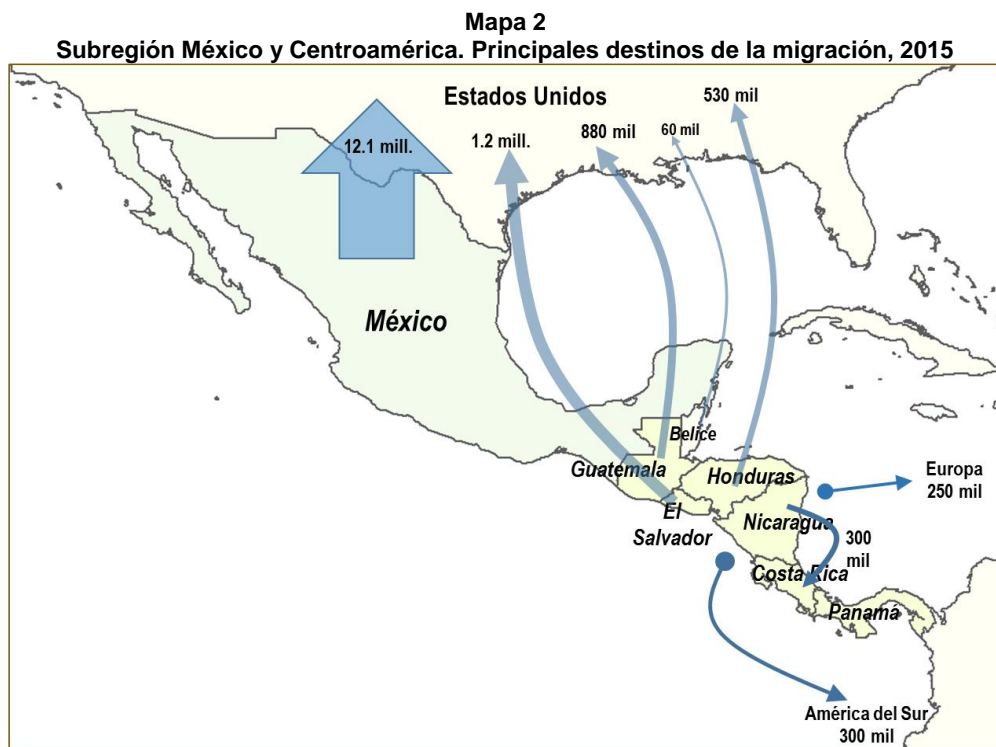 Mapa 2
Subregión México y Centroamérica. Principales destinos de la migración, 2015
Estados Unidos
530 mil
12.1 mill.
1.2 mill.
880 mil
60 mil
México
Belice
Guatemala
Honduras
Europa
250 mil
El
Salvador
Nicaragua
300
mil
Costa Rica
Panamá
América del Sur
300 mil